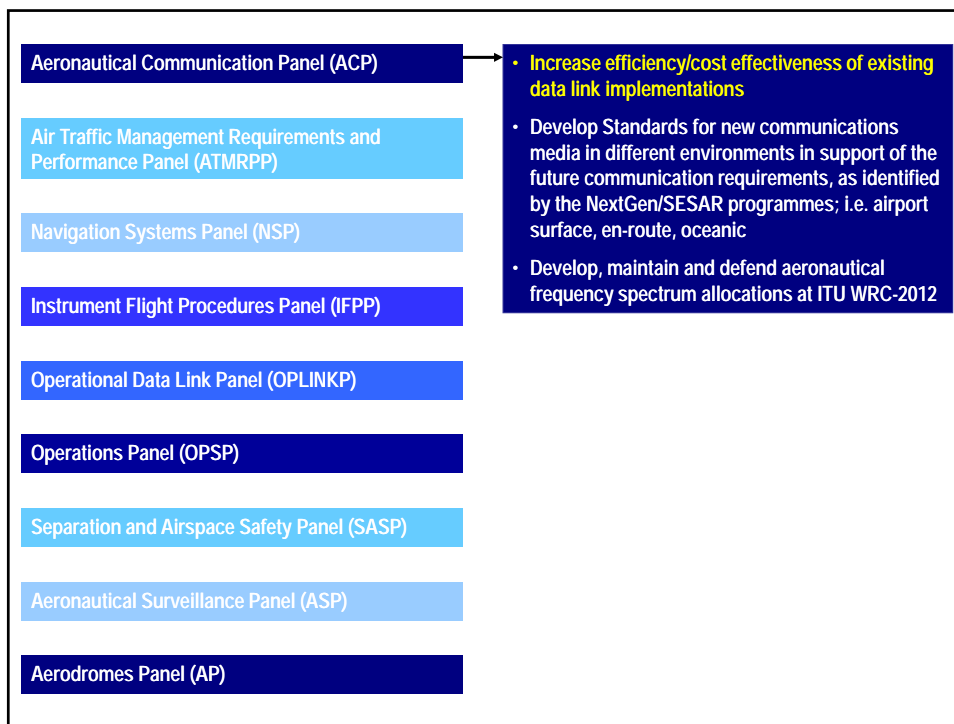 Aeronautical Communication Panel (ACP)
• Increase efficiency/cost effectiveness of existing
data link implementations
• Develop Standards for new communications
media in different environments in support of the
future communication requirements, as identified
by the NextGen/SESAR programmes; i.e. airport
surface, en-route, oceanic
• Develop, maintain and defend aeronautical
frequency spectrum allocations at ITU WRC-2012
Air Traffic Management Requirements and
Performance Panel (ATMRPP)
Navigation Systems Panel (NSP)
Instrument Flight Procedures Panel (IFPP)
Operational Data Link Panel (OPLINKP)
Operations Panel (OPSP)
Separation and Airspace Safety Panel (SASP)
Aeronautical Surveillance Panel (ASP)
Aerodromes Panel (AP)